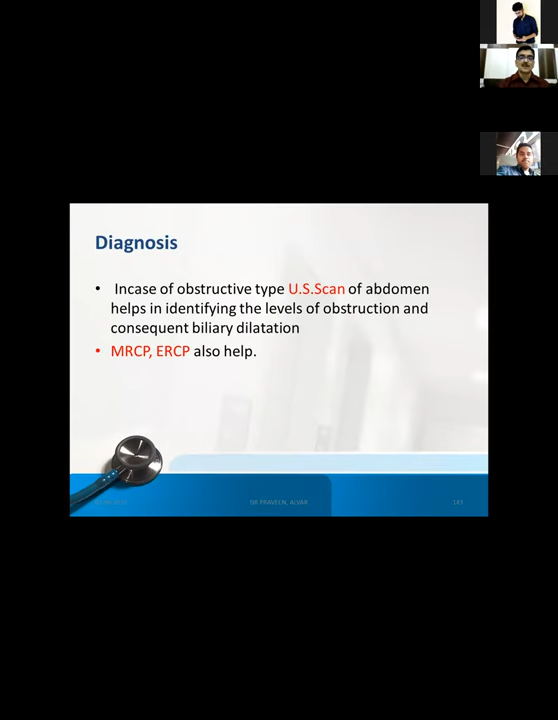 Diagnosis
• Incase of obstructive type U.S.Scan of abdomen
helps in identifying the levels of obstruction and
consequent biliary dilatation
• MRCP, ERCP also help.
DR PRAVEEN, ALVAR
143